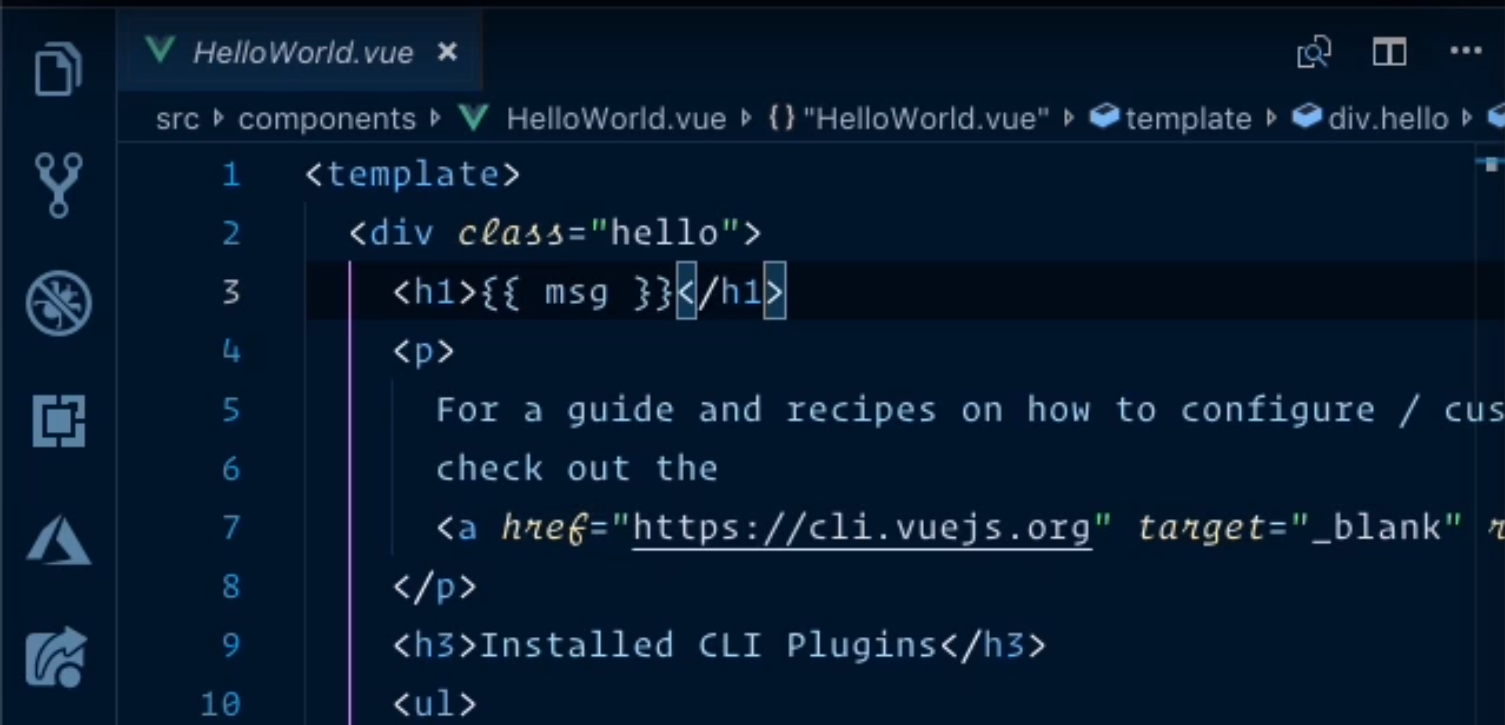 HelloWorld.vue
src components HelloWorld.vue {} "HelloWorld.vue" template div.hello
1 <template>
2 <div class="hello">
3 <h1>{{ msg }}</h1>
4 <p>
5 For a guide and recipes on how to configure /
6 check out the
7 <a href="https://cli.vuejs.org" target="_blank"
8 </p>
9 <h3>Installed CLI Plugins</h3>
10 <ul>